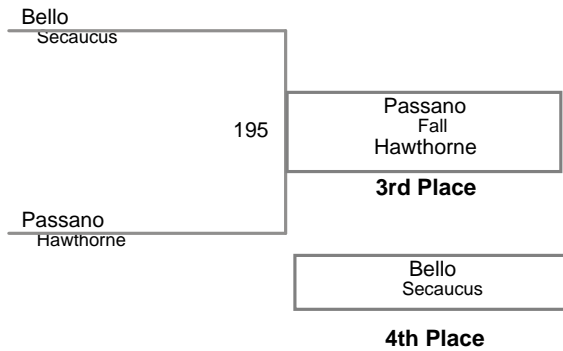 Bello
Secaucus
195
Passano
Fall
Hawthorne
3rd Place
Passano
Hawthorne
Bello
Secaucus
4th Place